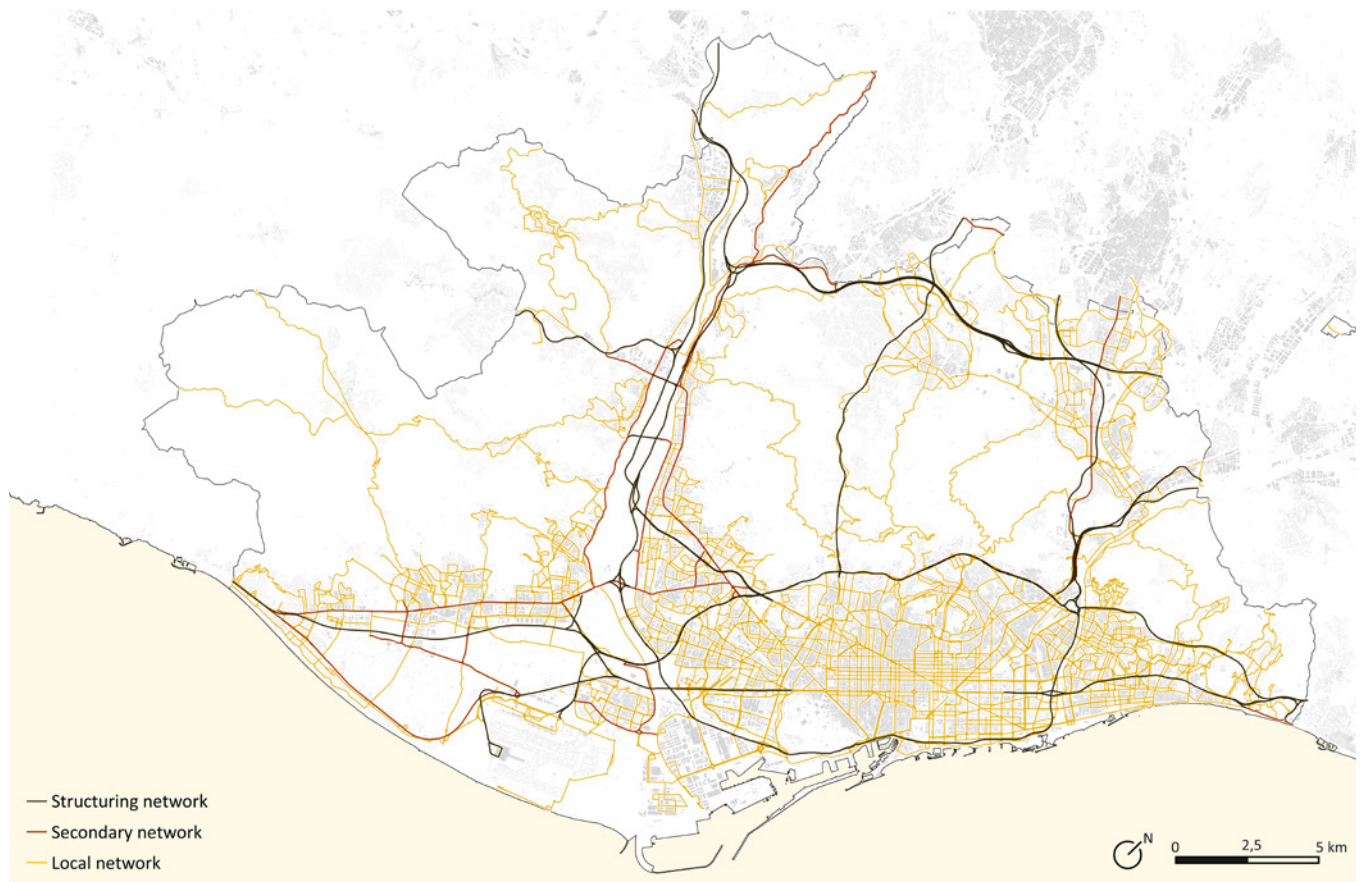 Structuring network
Secondary network
Local network
N
0 2,5 5 km